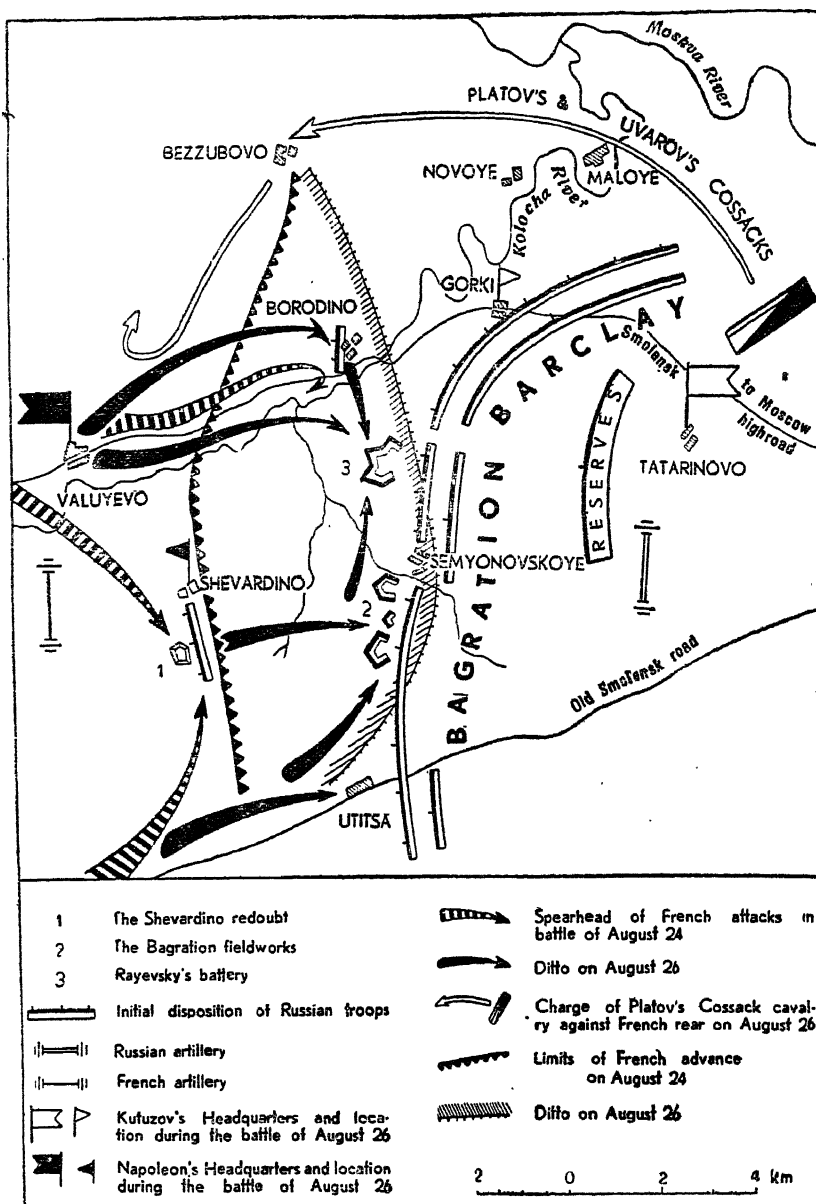 Moskva River
PLATOV'S &
UVAROV'S COSSACKS
BEZZUBOVO
NOVOYE
MALOYE
Kolocha River
GORKI
BORODINO
BARCLAY
Smolensk
to Moscow
highroad
RESERVES
TATARINOVO
3
VALUYEVO
BAGRATION
SEMYONOVSKOYE
SHEVARDINO
2
1
Old Smolensk road
UTITSA
1 The Shevardino redoubt
2 The Bagration fieldworks
3 Rayevsky's battery
Initial disposition of Russian troops
Russian artillery
French artillery
Kutuzov's Headquarters and loca-
tion during the battle of August 26
Napoleon's Headquarters and location
during the battle of August 26
Spearhead of French attacks in
battle of August 24
Ditto on August 26
Charge of Platov's Cossack caval-
ry against French rear on August 26
Limits of French advance
on August 24
Ditto on August 26
2 0 2 4 km